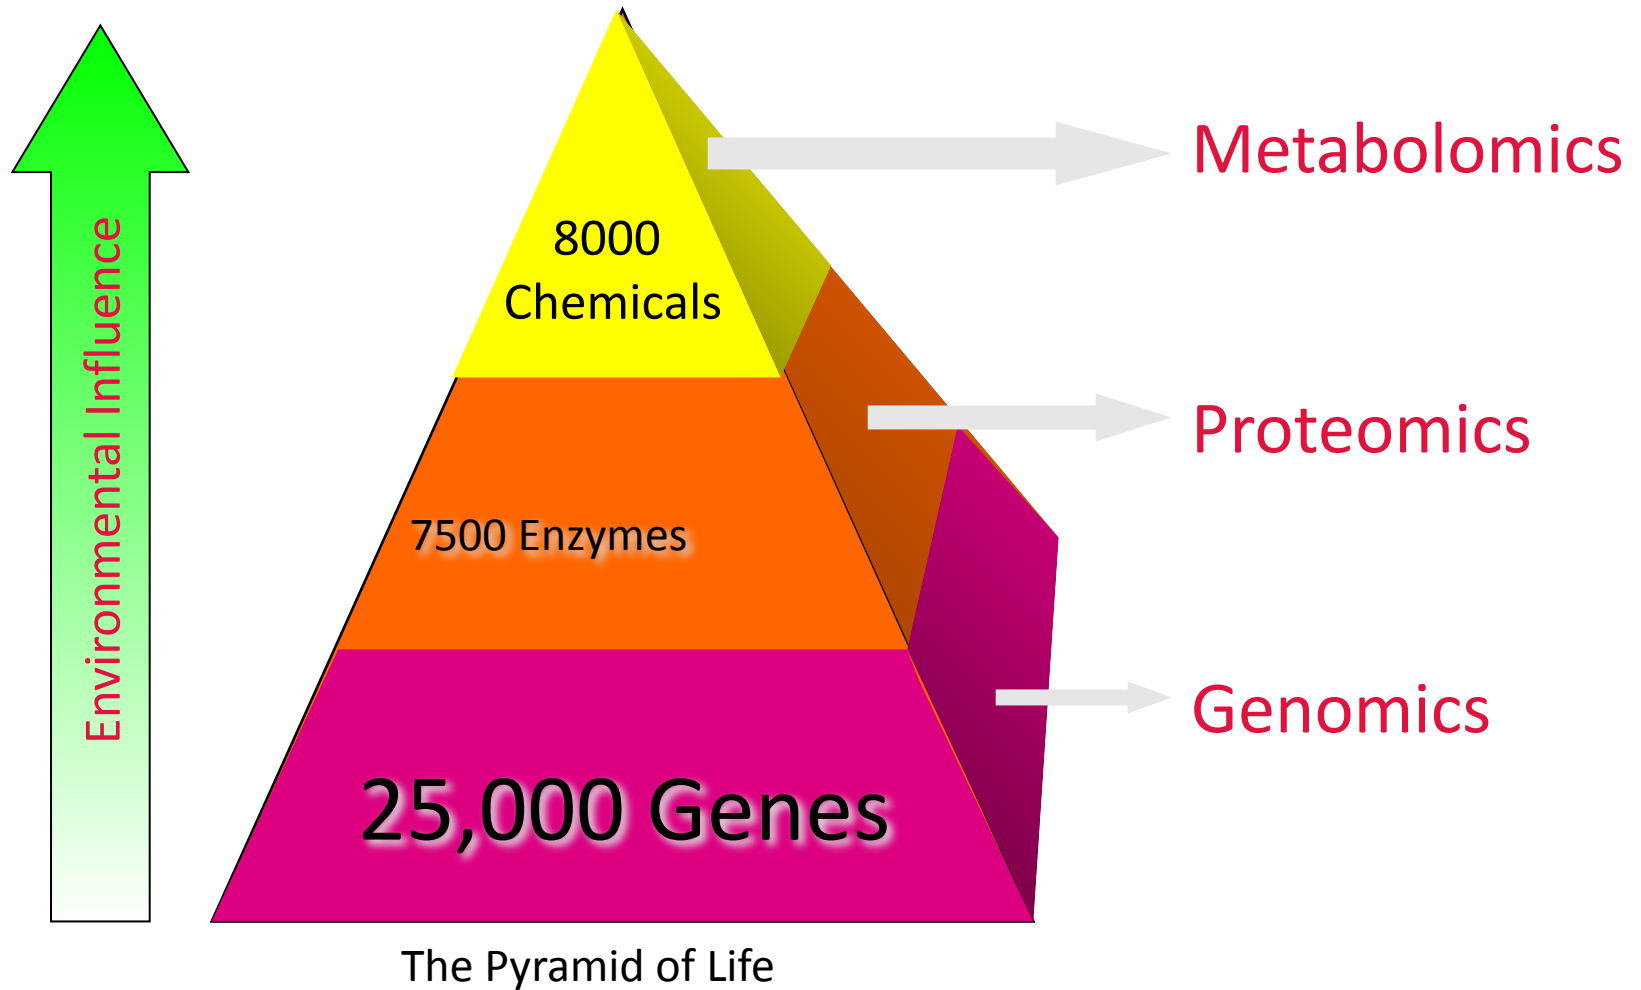 Environmental Influence
8000
Chemicals
7500 Enzymes
25,000 Genes
Metabolomics
Proteomics
Genomics
The Pyramid of Life